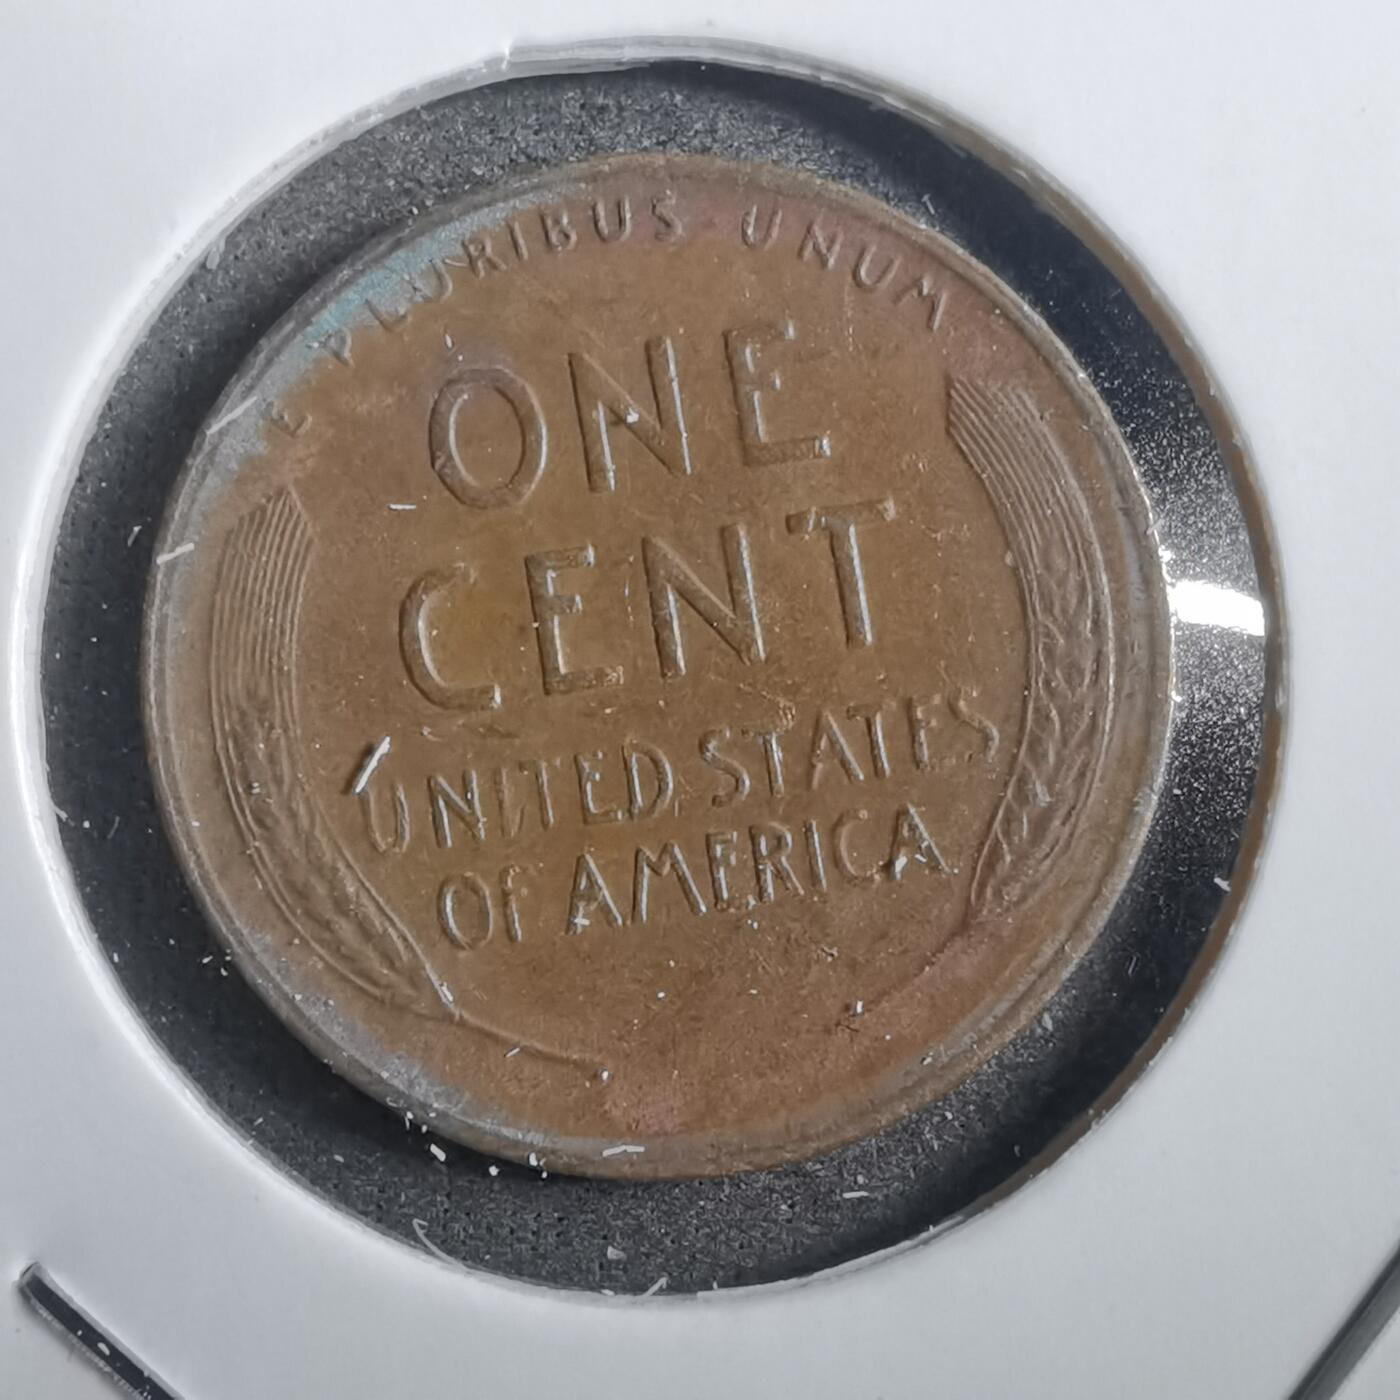 E PLURIBUS UNUM
ONE
CENT
UNITED STATES
OF AMERICA